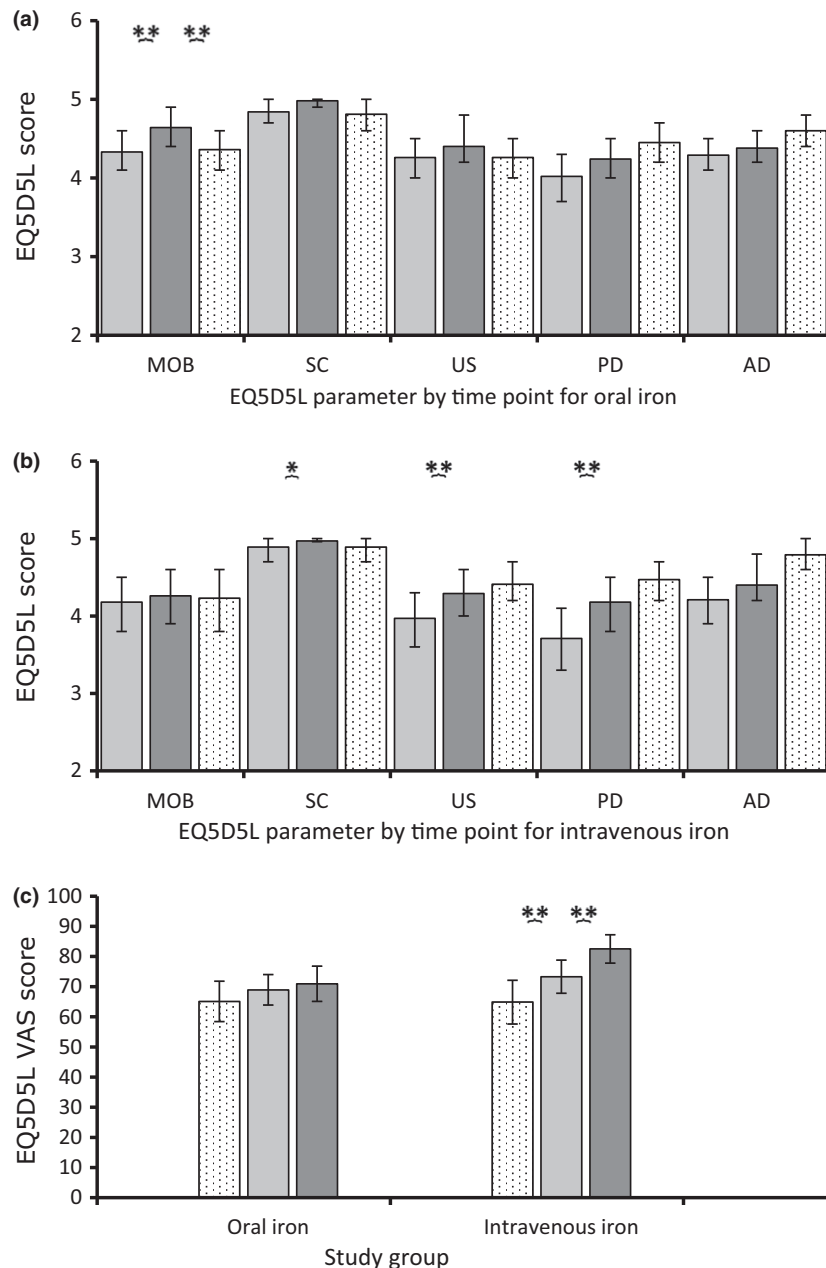 (a)
6
** **
5
4
3
2
EQ5D5L score
MOB SC US PD AD
EQ5D5L parameter by time point for oral iron
(b)
6
* ** **
5
4
3
2
EQ5D5L score
MOB SC US PD AD
EQ5D5L parameter by time point for intravenous iron
(c)
100
90
80
70
60
50
40
30
20
10
0
** **
EQ5D5L VAS score
Oral iron Intravenous iron
Study group